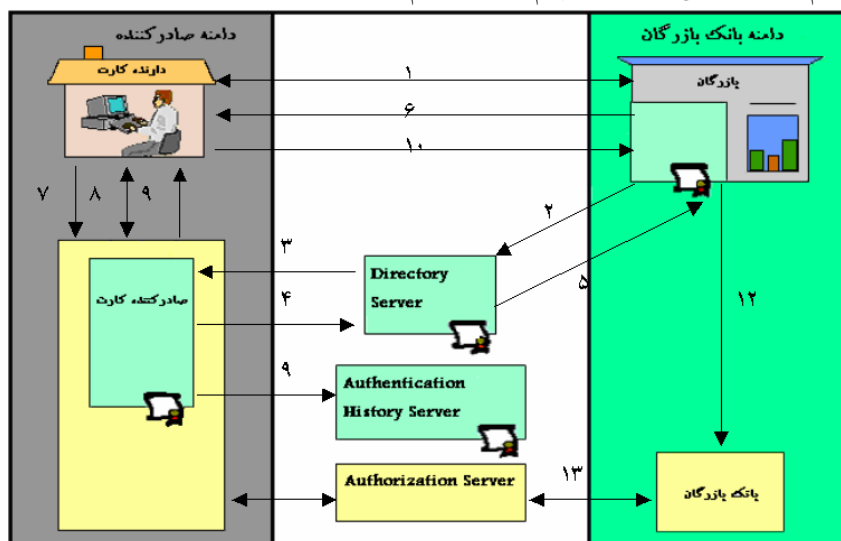 دامنه بانک بازرگان
دامنه صادرکننده
دارنده کارت
بازرگان
۱
۶
۱۰
۷
۸
۹
۲
۳
Directory
Server
۵
صادرکننده کارت
۴
۱۲
۹
Authentication
History Server
Authorization Server
۱۳
بانک بازرگان